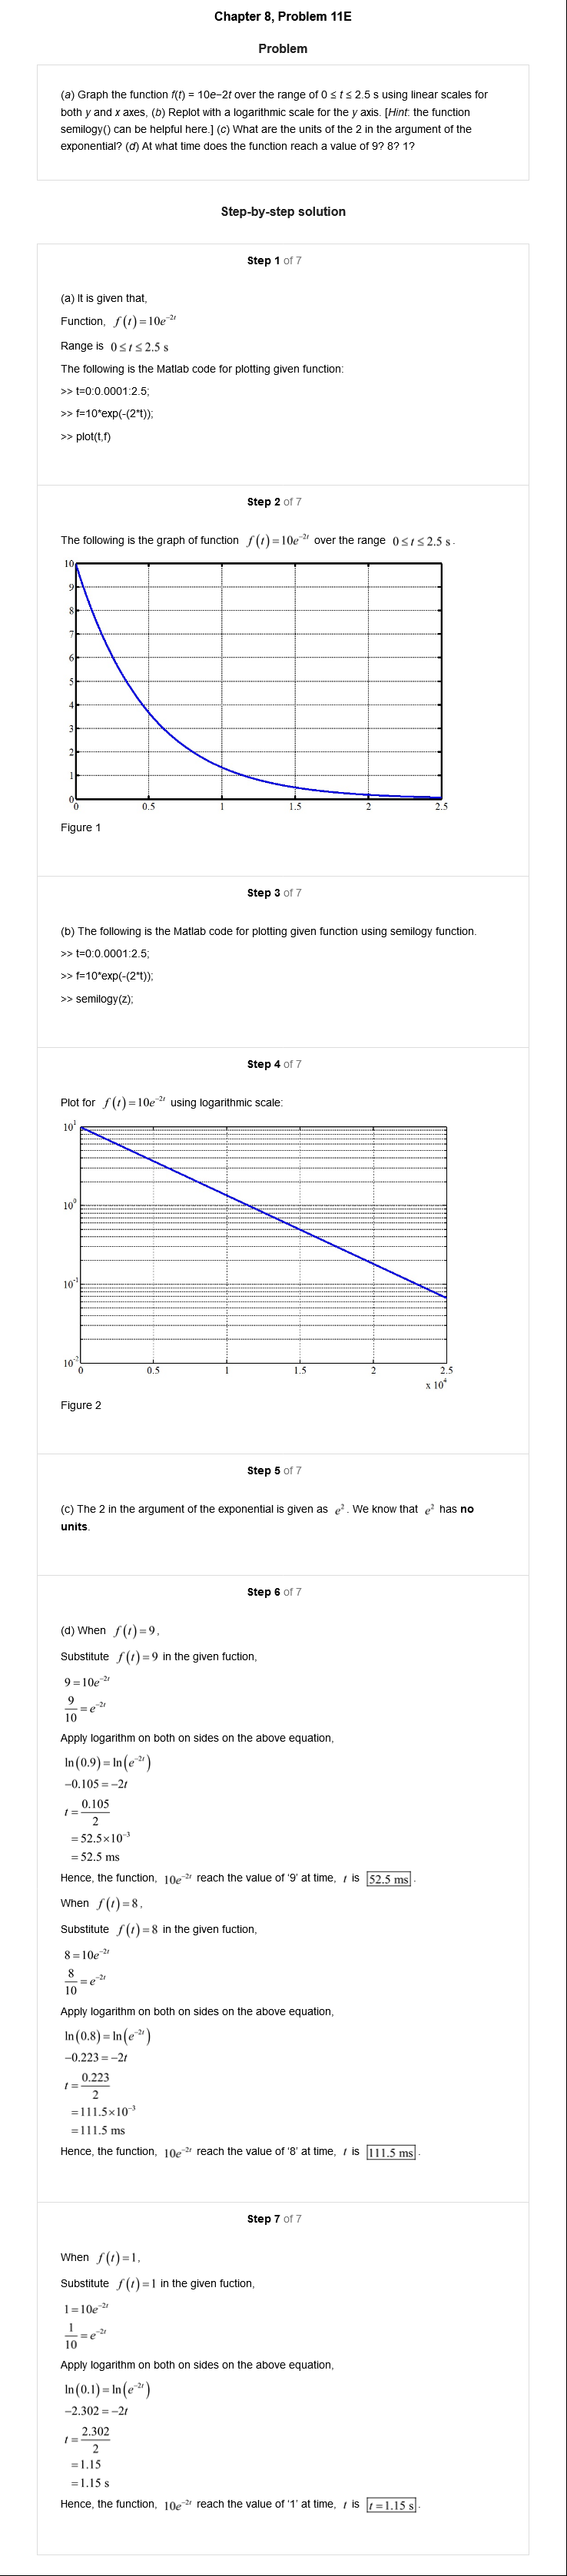 Chapter 8, Problem 11E
Problem
(a) Graph the function f(t) = 10e−2t over the range of 0 ≤ t ≤ 2.5 s using linear scales for
both y and x axes, (b) Replot with a logarithmic scale for the y axis. [Hint: the function
semilogy() can be helpful here.] (c) What are the units of the 2 in the argument of the
exponential? (d) At what time does the function reach a value of 9? 8? 1?
Step-by-step solution
Step 1 of 7
(a) It is given that,
Function, f(t)=10e^{-2t}
Range is 0≤t≤2.5 s
The following is the Matlab code for plotting given function:
>> t=0:0.0001:2.5;
>> f=10*exp(-(2*t));
>> plot(t,f)
Step 2 of 7
The following is the graph of function f(t)=10e^{-2t} over the range 0≤t≤2.5 s.
10
9
8
7
6
5
4
3
2
1
0
0 0.5 1 1.5 2 2.5
Figure 1
Step 3 of 7
(b) The following is the Matlab code for plotting given function using semilogy function.
>> t=0:0.0001:2.5;
>> f=10*exp(-(2*t));
>> semilogy(z);
Step 4 of 7
Plot for f(t)=10e^{-2t} using logarithmic scale:
10^1
10^0
10^{-1}
10^{-2}
0 0.5 1 1.5 2 2.5
x 10^4
Figure 2
Step 5 of 7
(c) The 2 in the argument of the exponential is given as e^2. We know that e^2 has no
units.
Step 6 of 7
(d) When f(t)=9,
Substitute f(t)=9 in the given fuction,
9=10e^{-2t}
9/10=e^{-2t}
Apply logarithm on both on sides on the above equation,
ln(0.9)=ln(e^{-2t})
−0.105=−2t
t=0.105/2
=52.5×10^{-3}
=52.5 ms
Hence, the function, 10e^{-2t} reach the value of '9' at time, t is 52.5 ms.
When f(t)=8,
Substitute f(t)=8 in the given fuction,
8=10e^{-2t}
8/10=e^{-2t}
Apply logarithm on both on sides on the above equation,
ln(0.8)=ln(e^{-2t})
−0.223=−2t
t=0.223/2
=111.5×10^{-3}
=111.5 ms
Hence, the function, 10e^{-2t} reach the value of '8' at time, t is 111.5 ms.
Step 7 of 7
When f(t)=1,
Substitute f(t)=1 in the given fuction,
1=10e^{-2t}
1/10=e^{-2t}
Apply logarithm on both on sides on the above equation,
ln(0.1)=ln(e^{-2t})
−2.302=−2t
t=2.302/2
=1.15
=1.15 s
Hence, the function, 10e^{-2t} reach the value of '1' at time, t is t=1.15 s.